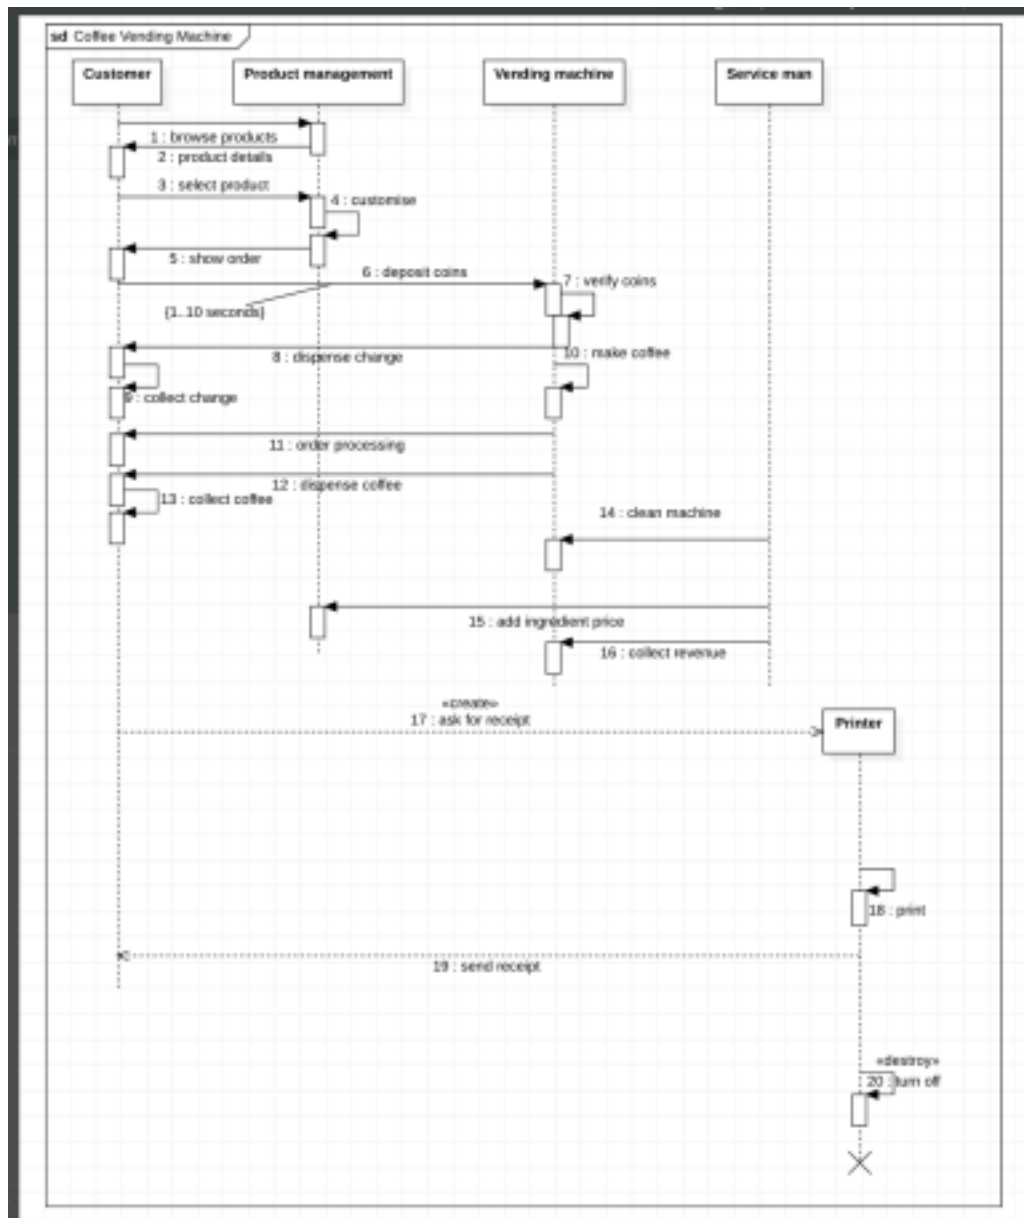 sd Coffee Vending Machine
Customer
Product management
Vending machine
Service man
1 : browse products
2 : product details
3 : select product
4 : customise
5 : show order
6 : deposit coins
7 : verify coins
{1..10 seconds}
8 : dispense change
10 : make coffee
9 : collect change
11 : order processing
12 : dispense coffee
13 : collect coffee
14 : clean machine
15 : add ingredient price
16 : collect revenue
«create»
17 : ask for receipt
Printer
18 : print
19 : send receipt
«destroy»
20 : turn off